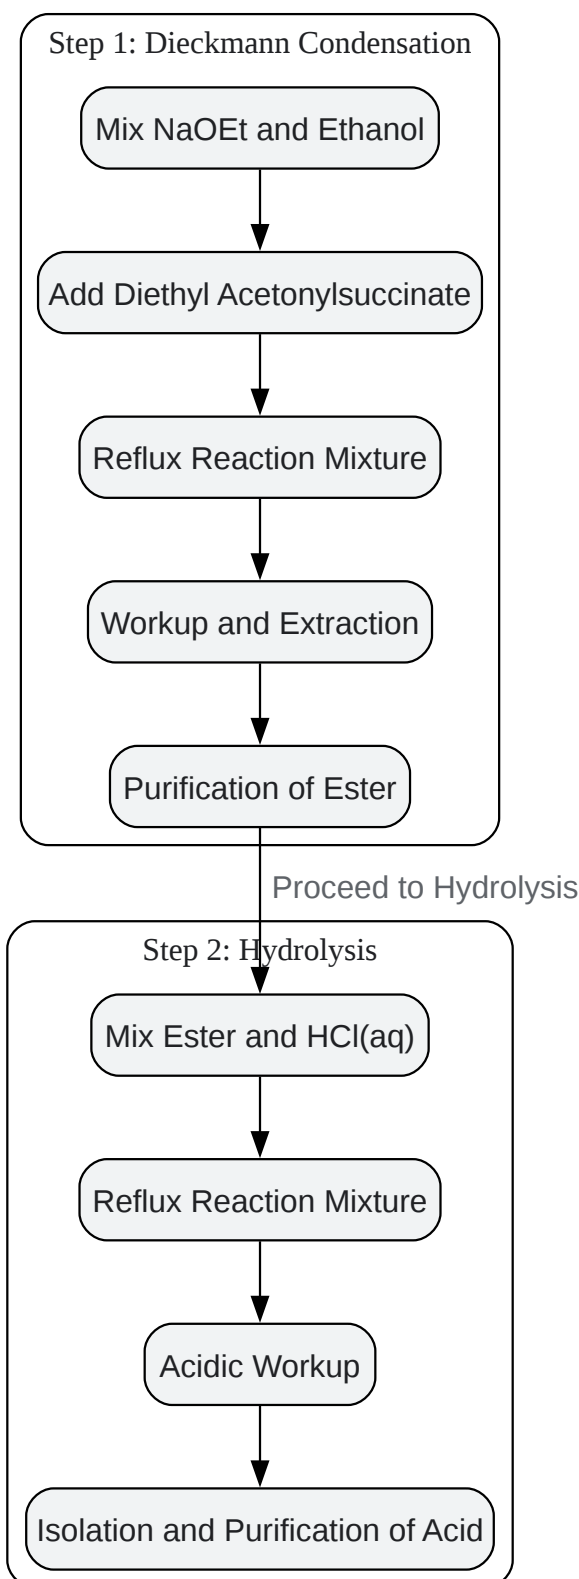 Step 1: Dieckmann Condensation
Mix NaOEt and Ethanol
Add Diethyl Acetonylsuccinate
Reflux Reaction Mixture
Workup and Extraction
Purification of Ester
Proceed to Hydrolysis
Step 2: Hydrolysis
Mix Ester and HCl(aq)
Reflux Reaction Mixture
Acidic Workup
Isolation and Purification of Acid